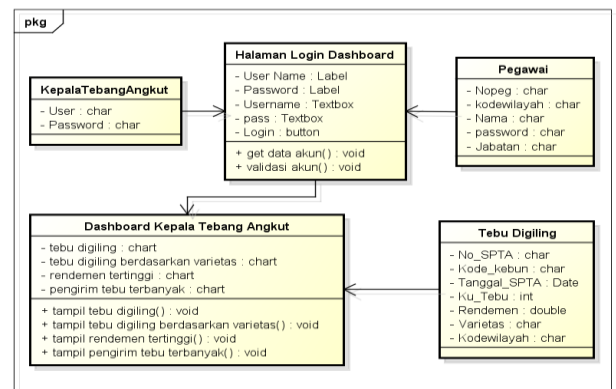 pkg
Halaman Login Dashboard
- User Name : Label
- Password : Label
- Username : Textbox
- pass : Textbox
- Login : button
+ get data akun() : void
+ validasi akun() : void
KepalaTebangAngkut
- User : char
- Password : char
Pegawai
- Nopeg : char
- kodewilayah : char
- Nama : char
- password : char
- Jabatan : char
Dashboard Kepala Tebang Angkut
- tebu digiling : chart
- tebu digiling berdasarkan varietas : chart
- rendemen tertinggi : chart
- pengirim tebu terbanyak : chart
+ tampil tebu digiling() : void
+ tampil tebu digiling berdasarkan varietas() : void
+ tampil rendemen tertinggi() : void
+ tampil pengirim tebu terbanyak() : void
Tebu Digiling
- No_SPTA : char
- Kode_kebun : char
- Tanggal_SPTA : Date
- Ku_Tebu : int
- Rendemen : double
- Varietas : char
- Kodewilayah : char